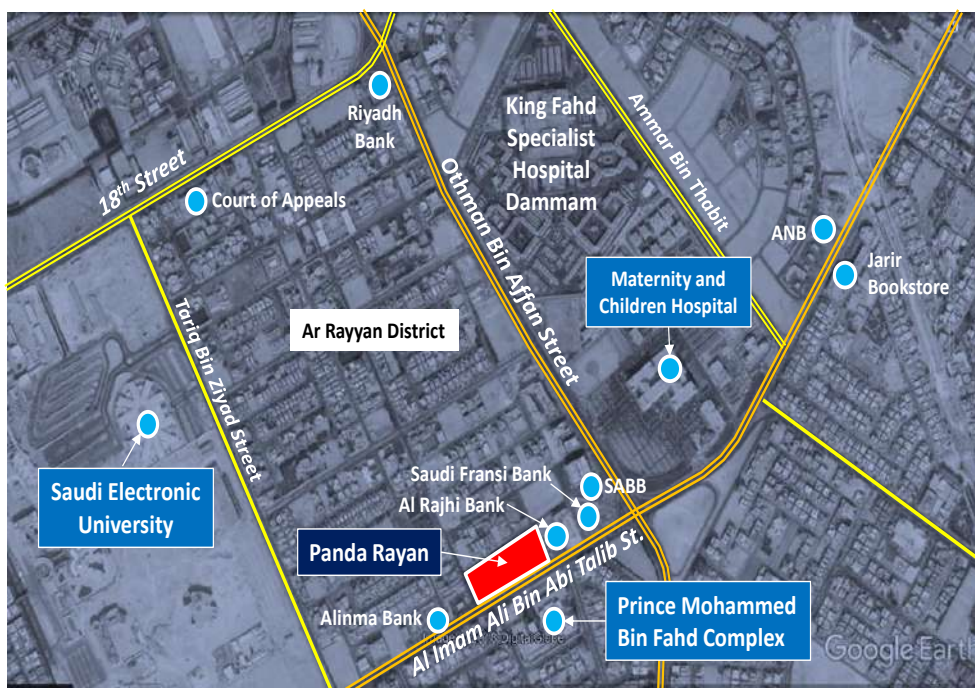 Riyadh
Bank
King Fahd
Specialist
Hospital
Dammam
Ammar Bin Thabit
18th Street
Court of Appeals
Othman Bin Affan Street
ANB
Jarir
Bookstore
Maternity and
Children Hospital
Ar Rayyan District
Tariq Bin Ziyad Street
Saudi Electronic
University
Saudi Fransi Bank
SABB
Al Rajhi Bank
Panda Rayan
Al Imam Ali Bin Abi Talib St.
Alinma Bank
Prince Mohammed
Bin Fahd Complex
Google Earth